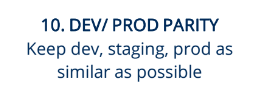 10. DEV/ PROD PARITY
Keep dev, staging, prod as
similar as possible